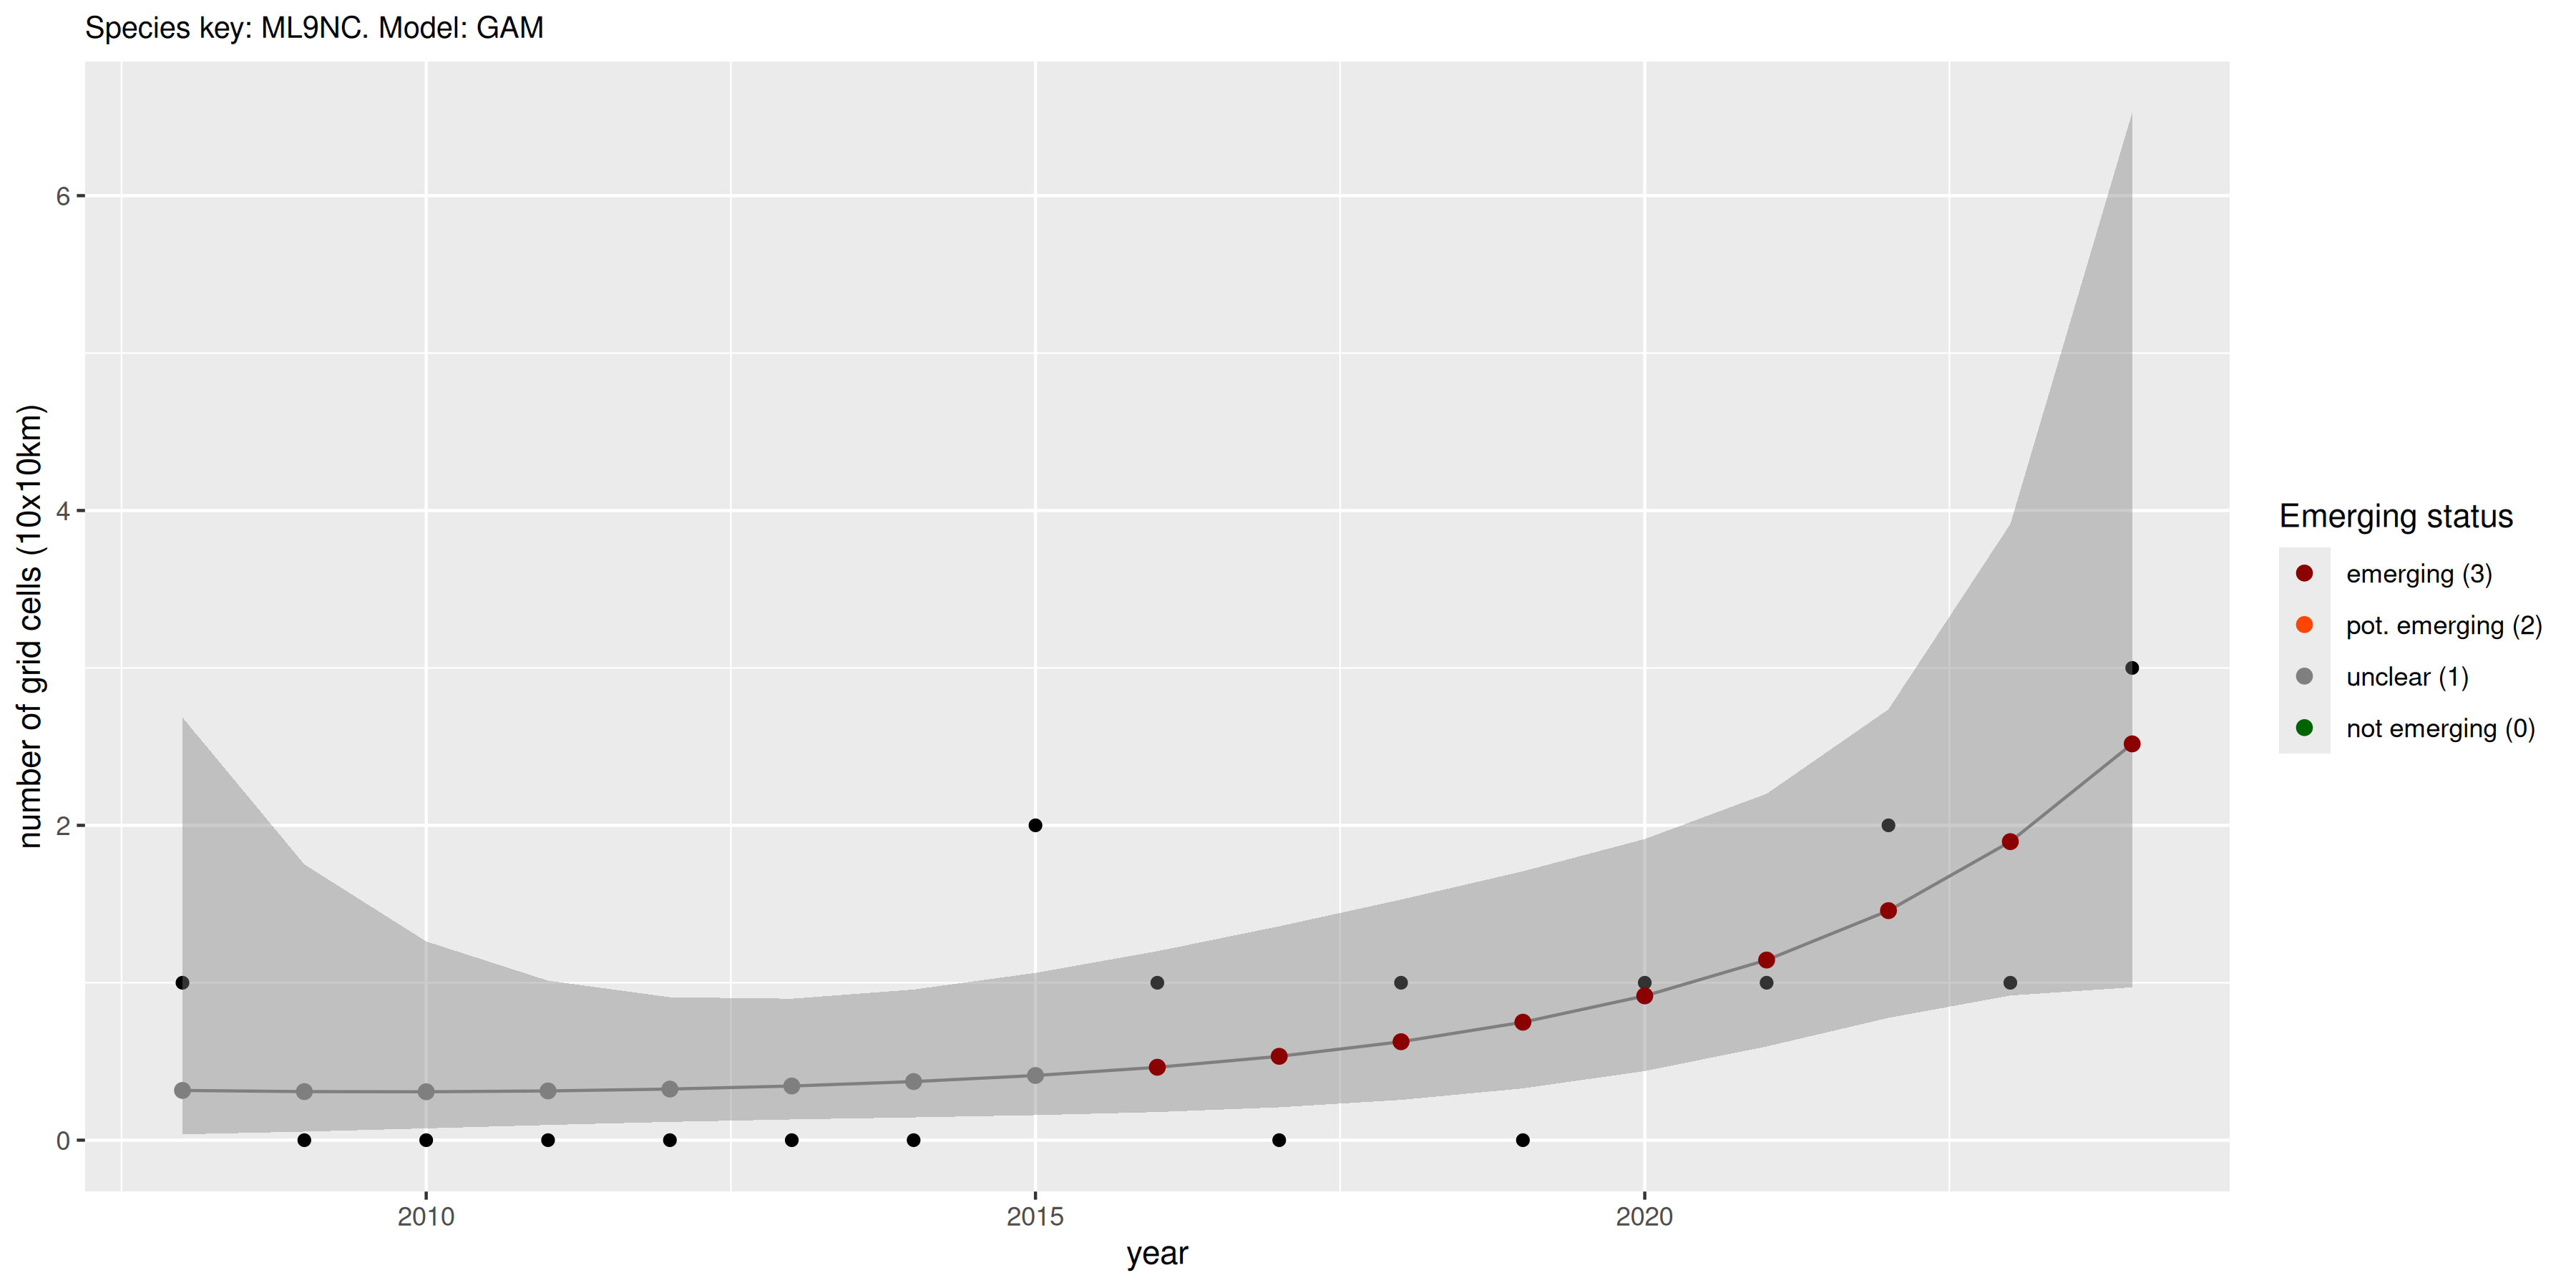 Species key: ML9NC. Model: GAM
number of grid cells (10x10km)
6
4
2
0
2010
2015
2020
year
Emerging status
emerging (3)
pot. emerging (2)
unclear (1)
not emerging (0)